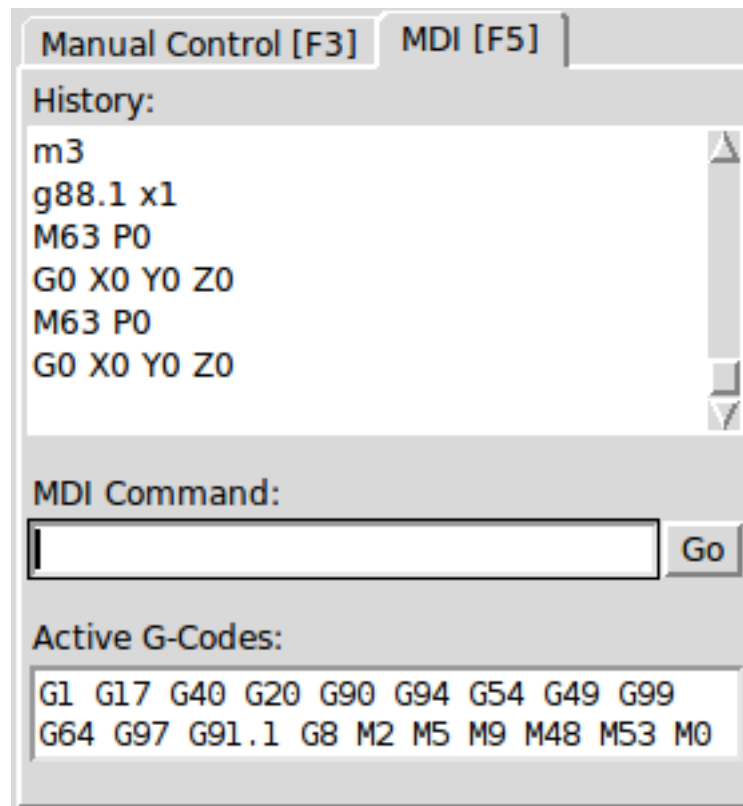 Manual Control [F3] MDI [F5]
History:
m3
g88.1 x1
M63 P0
G0 X0 Y0 Z0
M63 P0
G0 X0 Y0 Z0
MDI Command:
Go
Active G-Codes:
G1 G17 G40 G20 G90 G94 G54 G49 G99
G64 G97 G91.1 G8 M2 M5 M9 M48 M53 M0